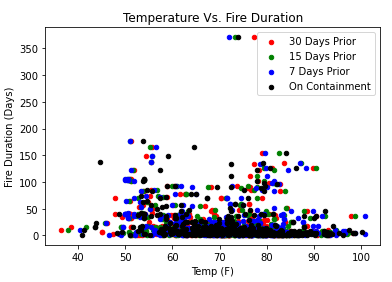 Temperature Vs. Fire Duration
30 Days Prior
15 Days Prior
7 Days Prior
On Containment
Fire Duration (Days)
350
300
250
200
150
100
50
0
40 50 60 70 80 90 100
Temp (F)